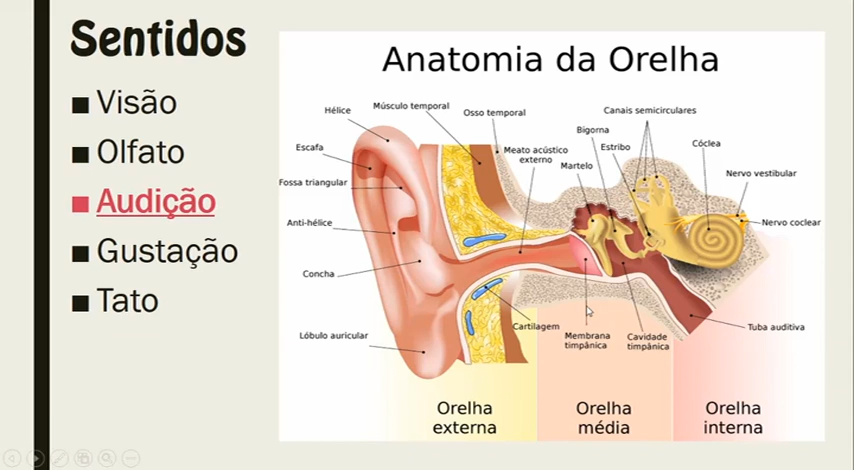 Sentidos
Visão
Olfato
Audição
Gustação
Tato
Anatomia da Orelha
Hélice
Músculo temporal
Osso temporal
Canais semicirculares
Escafa
Meato acústico
externo
Bigorna
Estribo
Cóclea
Martelo
Nervo vestibular
Fossa triangular
Anti-hélice
Nervo coclear
Concha
Cartilagem
Lóbulo auricular
Membrana
timpânica
Cavidade
timpânica
Tuba auditiva
Orelha
externa
Orelha
média
Orelha
interna